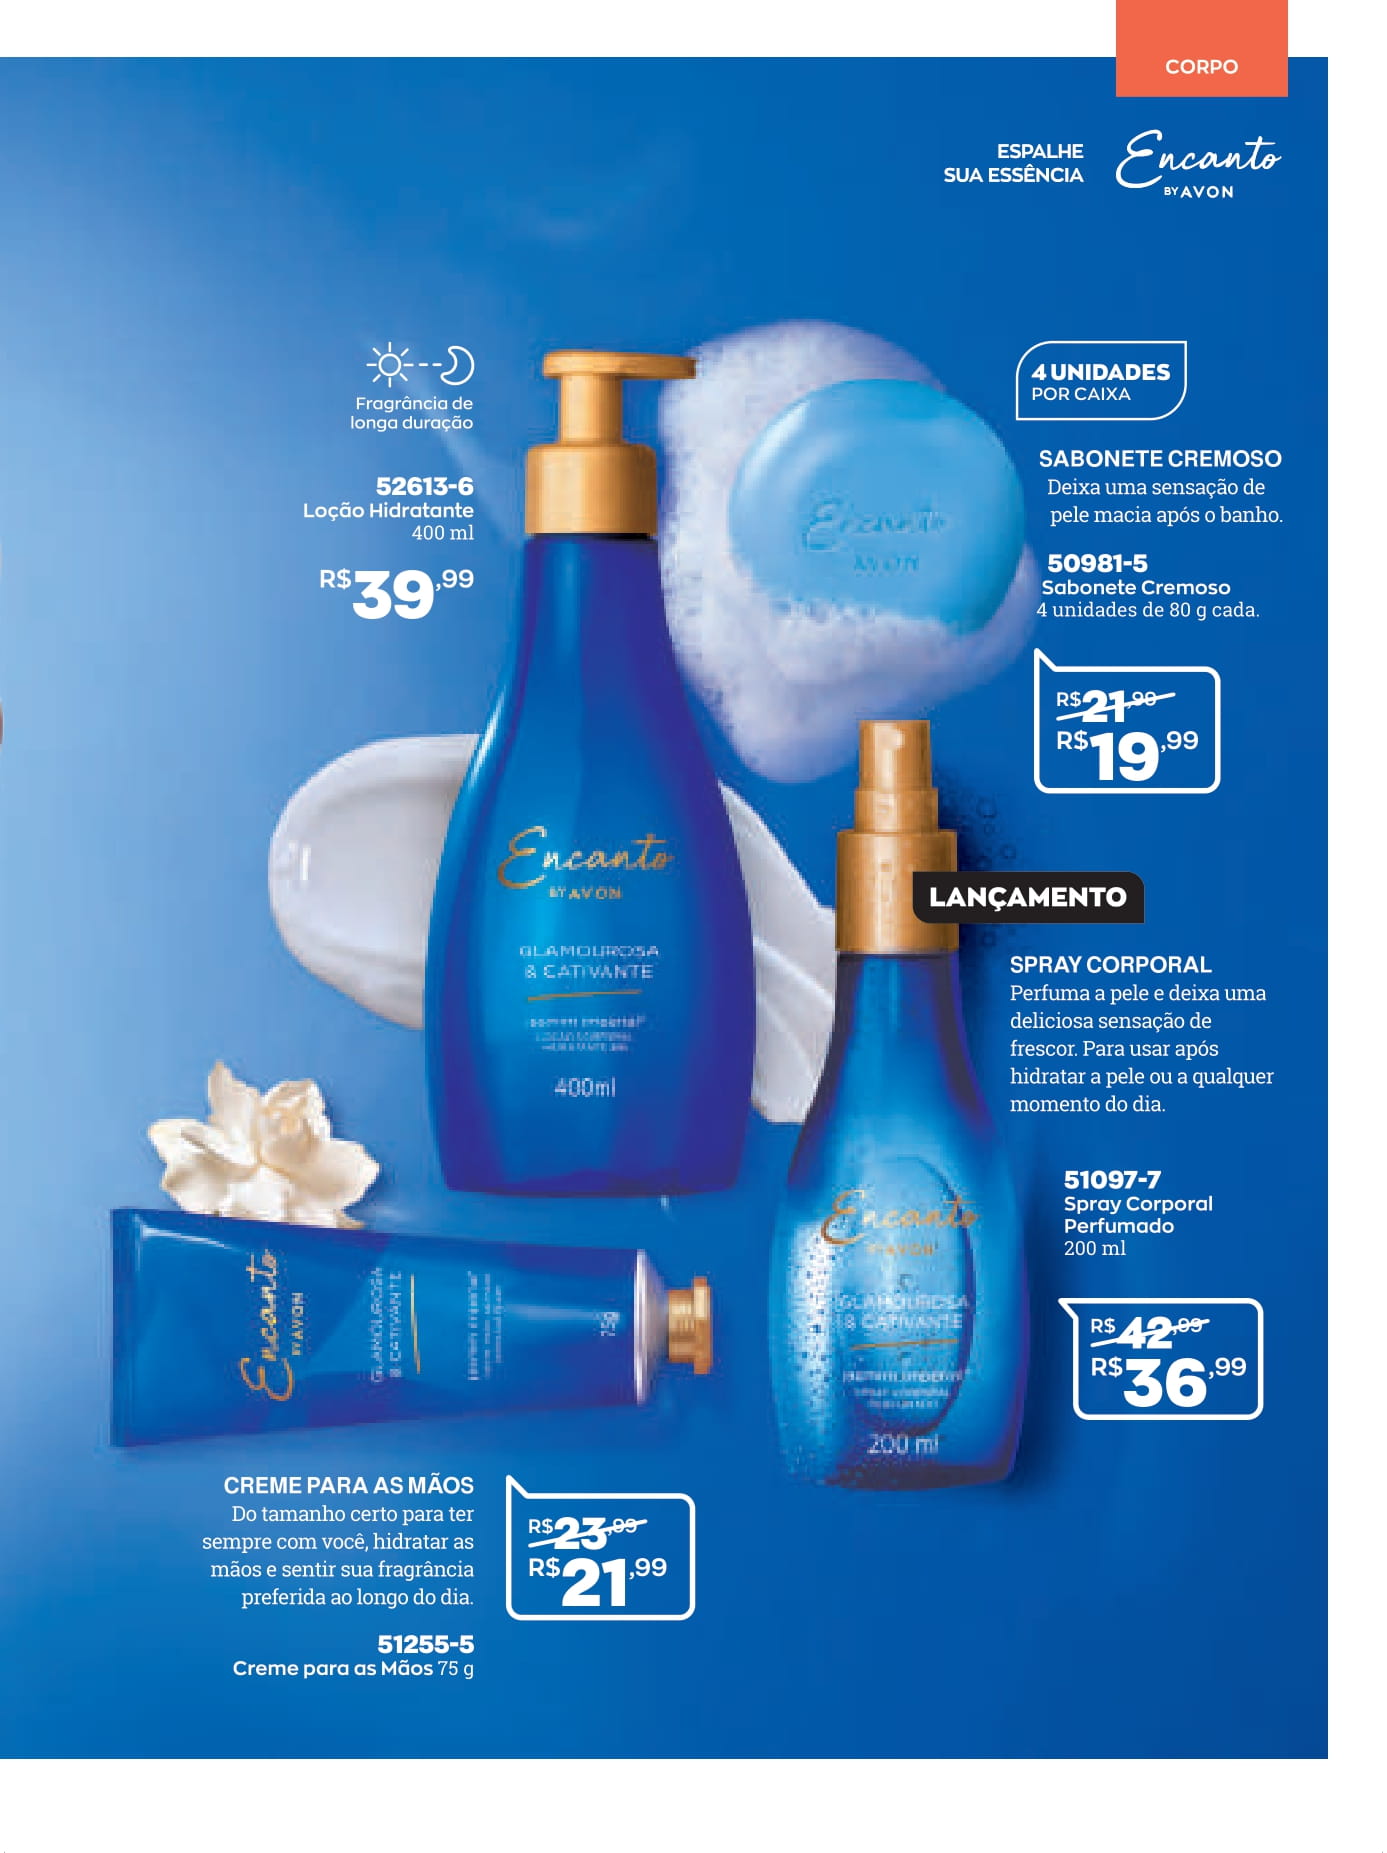 CORPO
ESPALHE
SUA ESSÊNCIA
Encanto
BY AVON
Fragrância de
longa duração
52613-6
Loção Hidratante
400 ml
R$39,99
4 UNIDADES
POR CAIXA
SABONETE CREMOSO
Deixa uma sensação de
pele macia após o banho.
50981-5
Sabonete Cremoso
4 unidades de 80 g cada.
R$21,99
R$19,99
Encanto
AVON
Encanto
BY AVON
GLAMOUROSA
& CATIVANTE
400ml
LANÇAMENTO
SPRAY CORPORAL
Perfuma a pele e deixa uma
deliciosa sensação de
frescor. Para usar após
hidratar a pele ou a qualquer
momento do dia.
51097-7
Spray Corporal
Perfumado
200 ml
R$42,99
R$36,99
Encanto
BY AVON
GLAMOUROSA
& CATIVANTE
200 ml
Encanto
BY AVON
GLAMOUROSA
& CATIVANTE
75g
CREME PARA AS MÃOS
Do tamanho certo para ter
sempre com você, hidratar as
mãos e sentir sua fragrância
preferida ao longo do dia.
51255-5
Creme para as Mãos 75 g
R$23,99
R$21,99